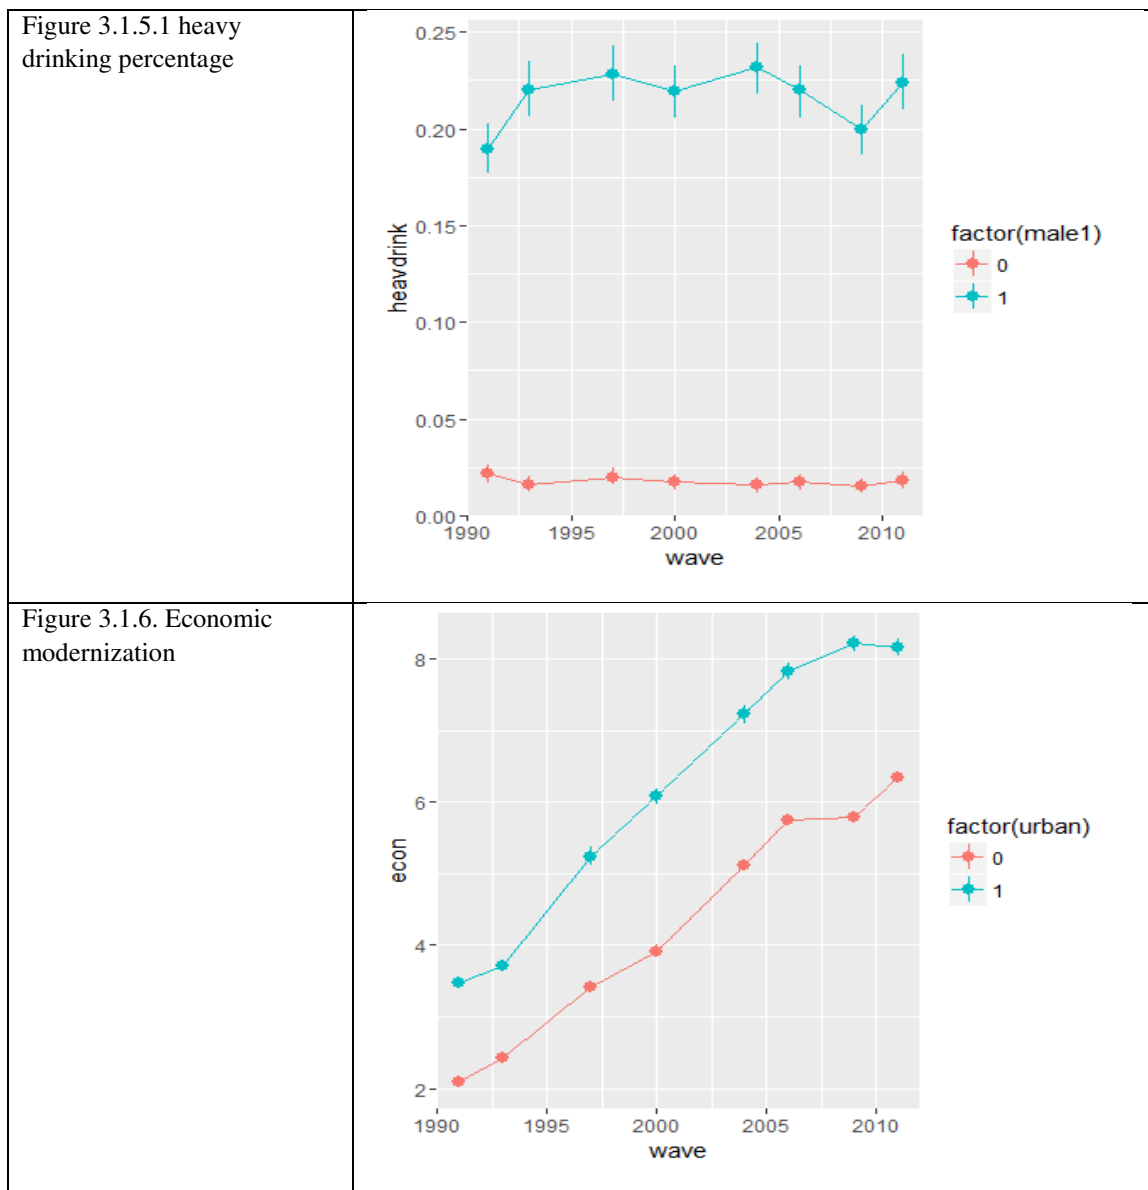 Figure 3.1.5.1 heavy
drinking percentage
0.25
0.20
0.15
0.10
0.05
0.00
heavdrink
1990 1995 2000 2005 2010
wave
factor(male1)
0
1
Figure 3.1.6. Economic
modernization
8
6
4
2
econ
1990 1995 2000 2005 2010
wave
factor(urban)
0
1